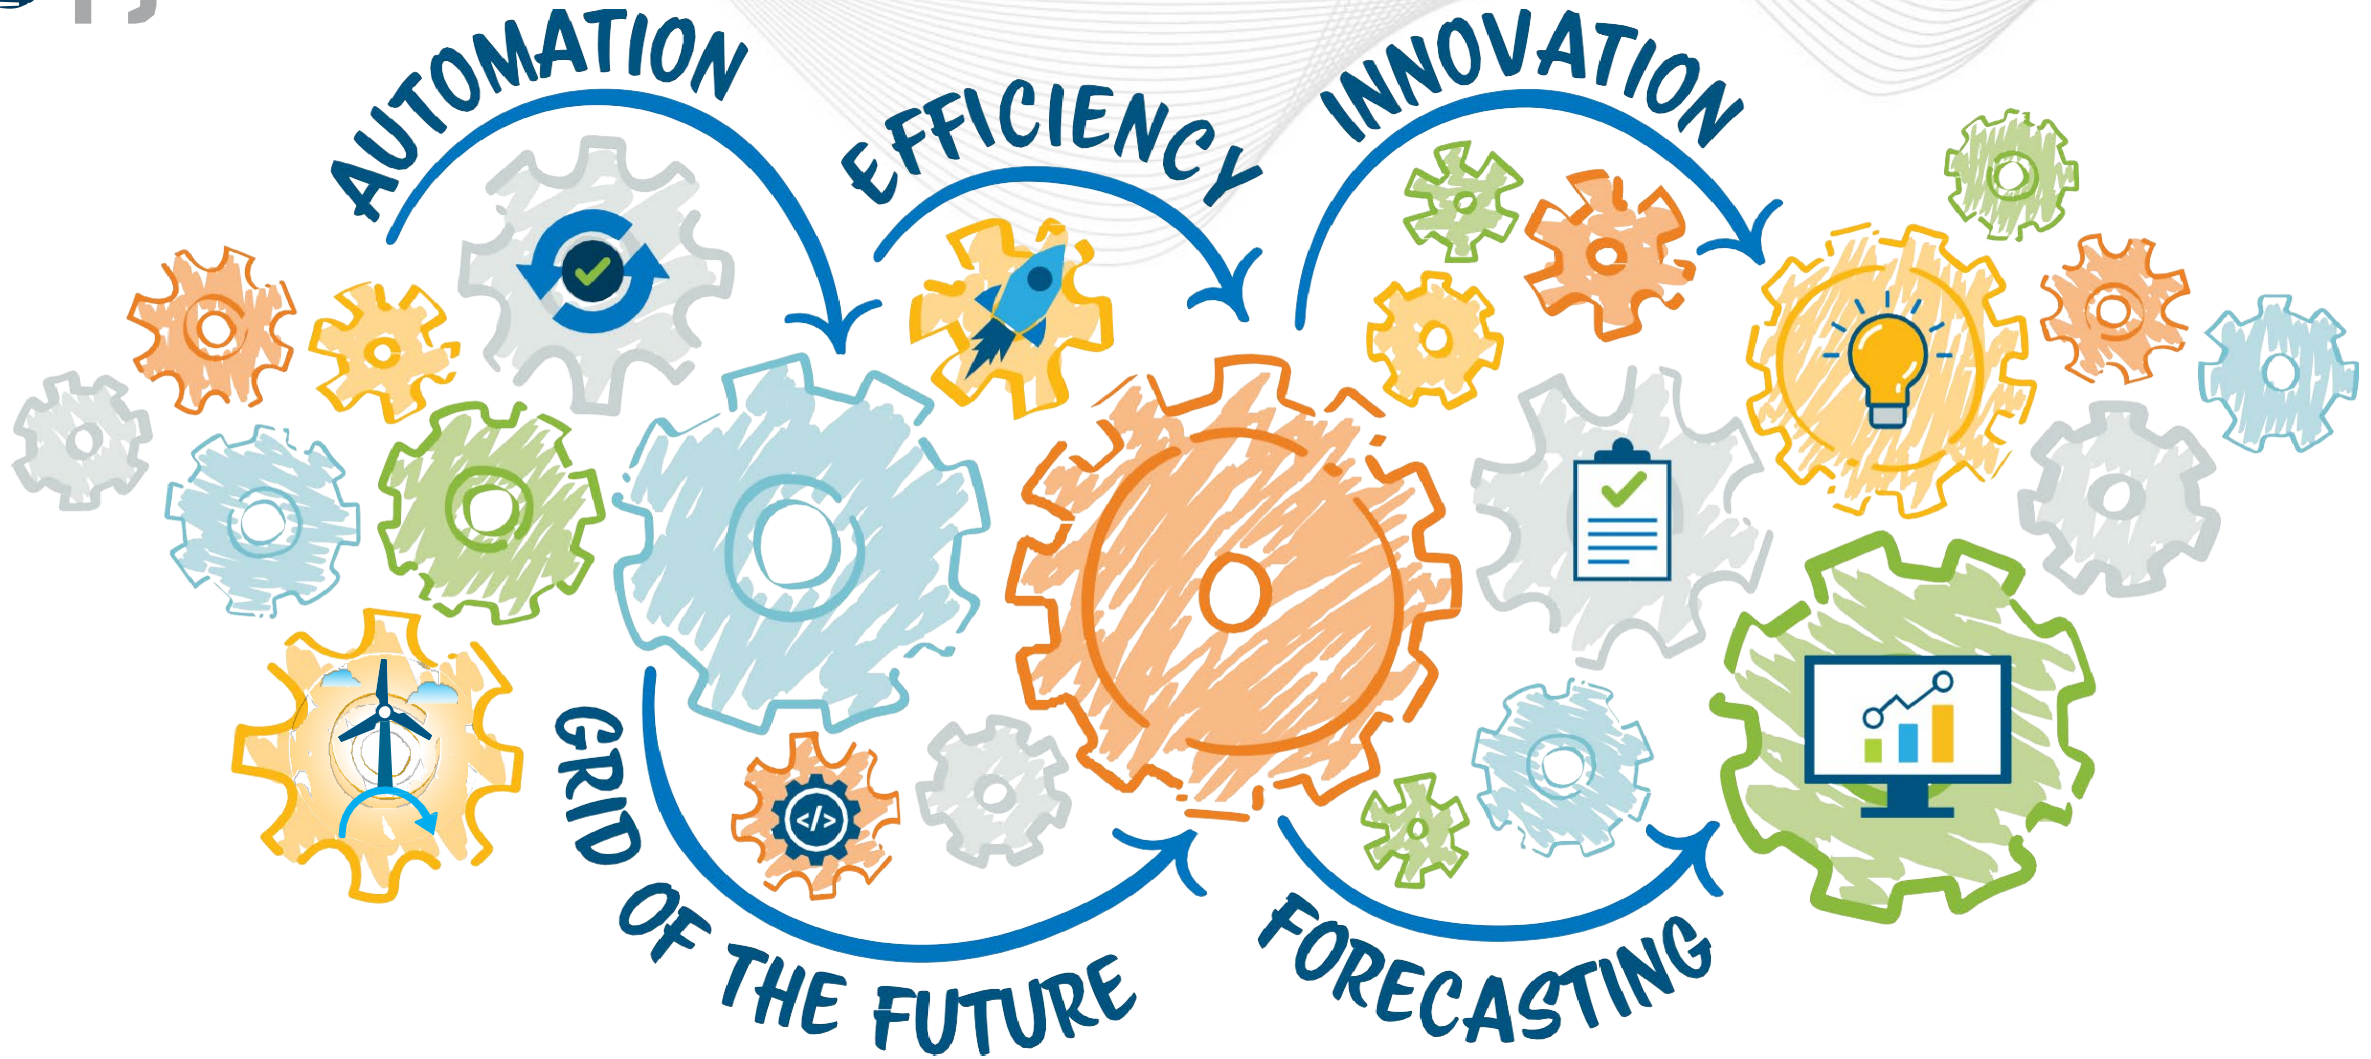 AUTOMATION
EFFICIENCY
INNOVATION
</>
GRID OF THE FUTURE
FORECASTING